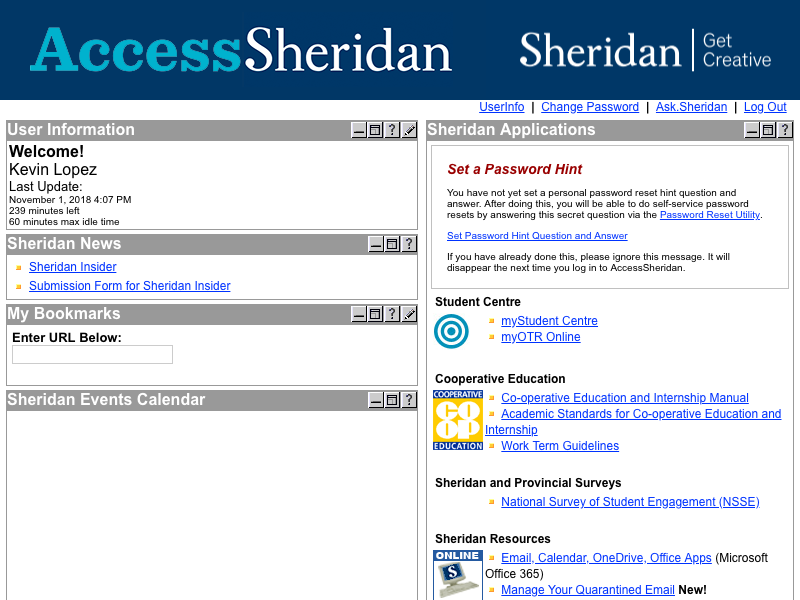 AccessSheridan
Sheridan | Get Creative
UserInfo | Change Password | Ask.Sheridan | Log Out
User Information
Welcome!
Kevin Lopez
Last Update:
November 1, 2018 4:07 PM
239 minutes left
60 minutes max idle time
Sheridan News
Sheridan Insider
Submission Form for Sheridan Insider
My Bookmarks
Enter URL Below:
Sheridan Events Calendar
Sheridan Applications
Set a Password Hint
You have not yet set a personal password reset hint question and
answer. After doing this, you will be able to do self-service password
resets by answering this secret question via the Password Reset Utility.
Set Password Hint Question and Answer
If you have already done this, please ignore this message. It will
disappear the next time you log in to AccessSheridan.
Student Centre
myStudent Centre
myOTR Online
Cooperative Education
COOPERATIVE
CO
OP
EDUCATION
Co-operative Education and Internship Manual
Academic Standards for Co-operative Education and
Internship
Work Term Guidelines
Sheridan and Provincial Surveys
National Survey of Student Engagement (NSSE)
Sheridan Resources
ONLINE
S
Email, Calendar, OneDrive, Office Apps (Microsoft
Office 365)
Manage Your Quarantined Email New!